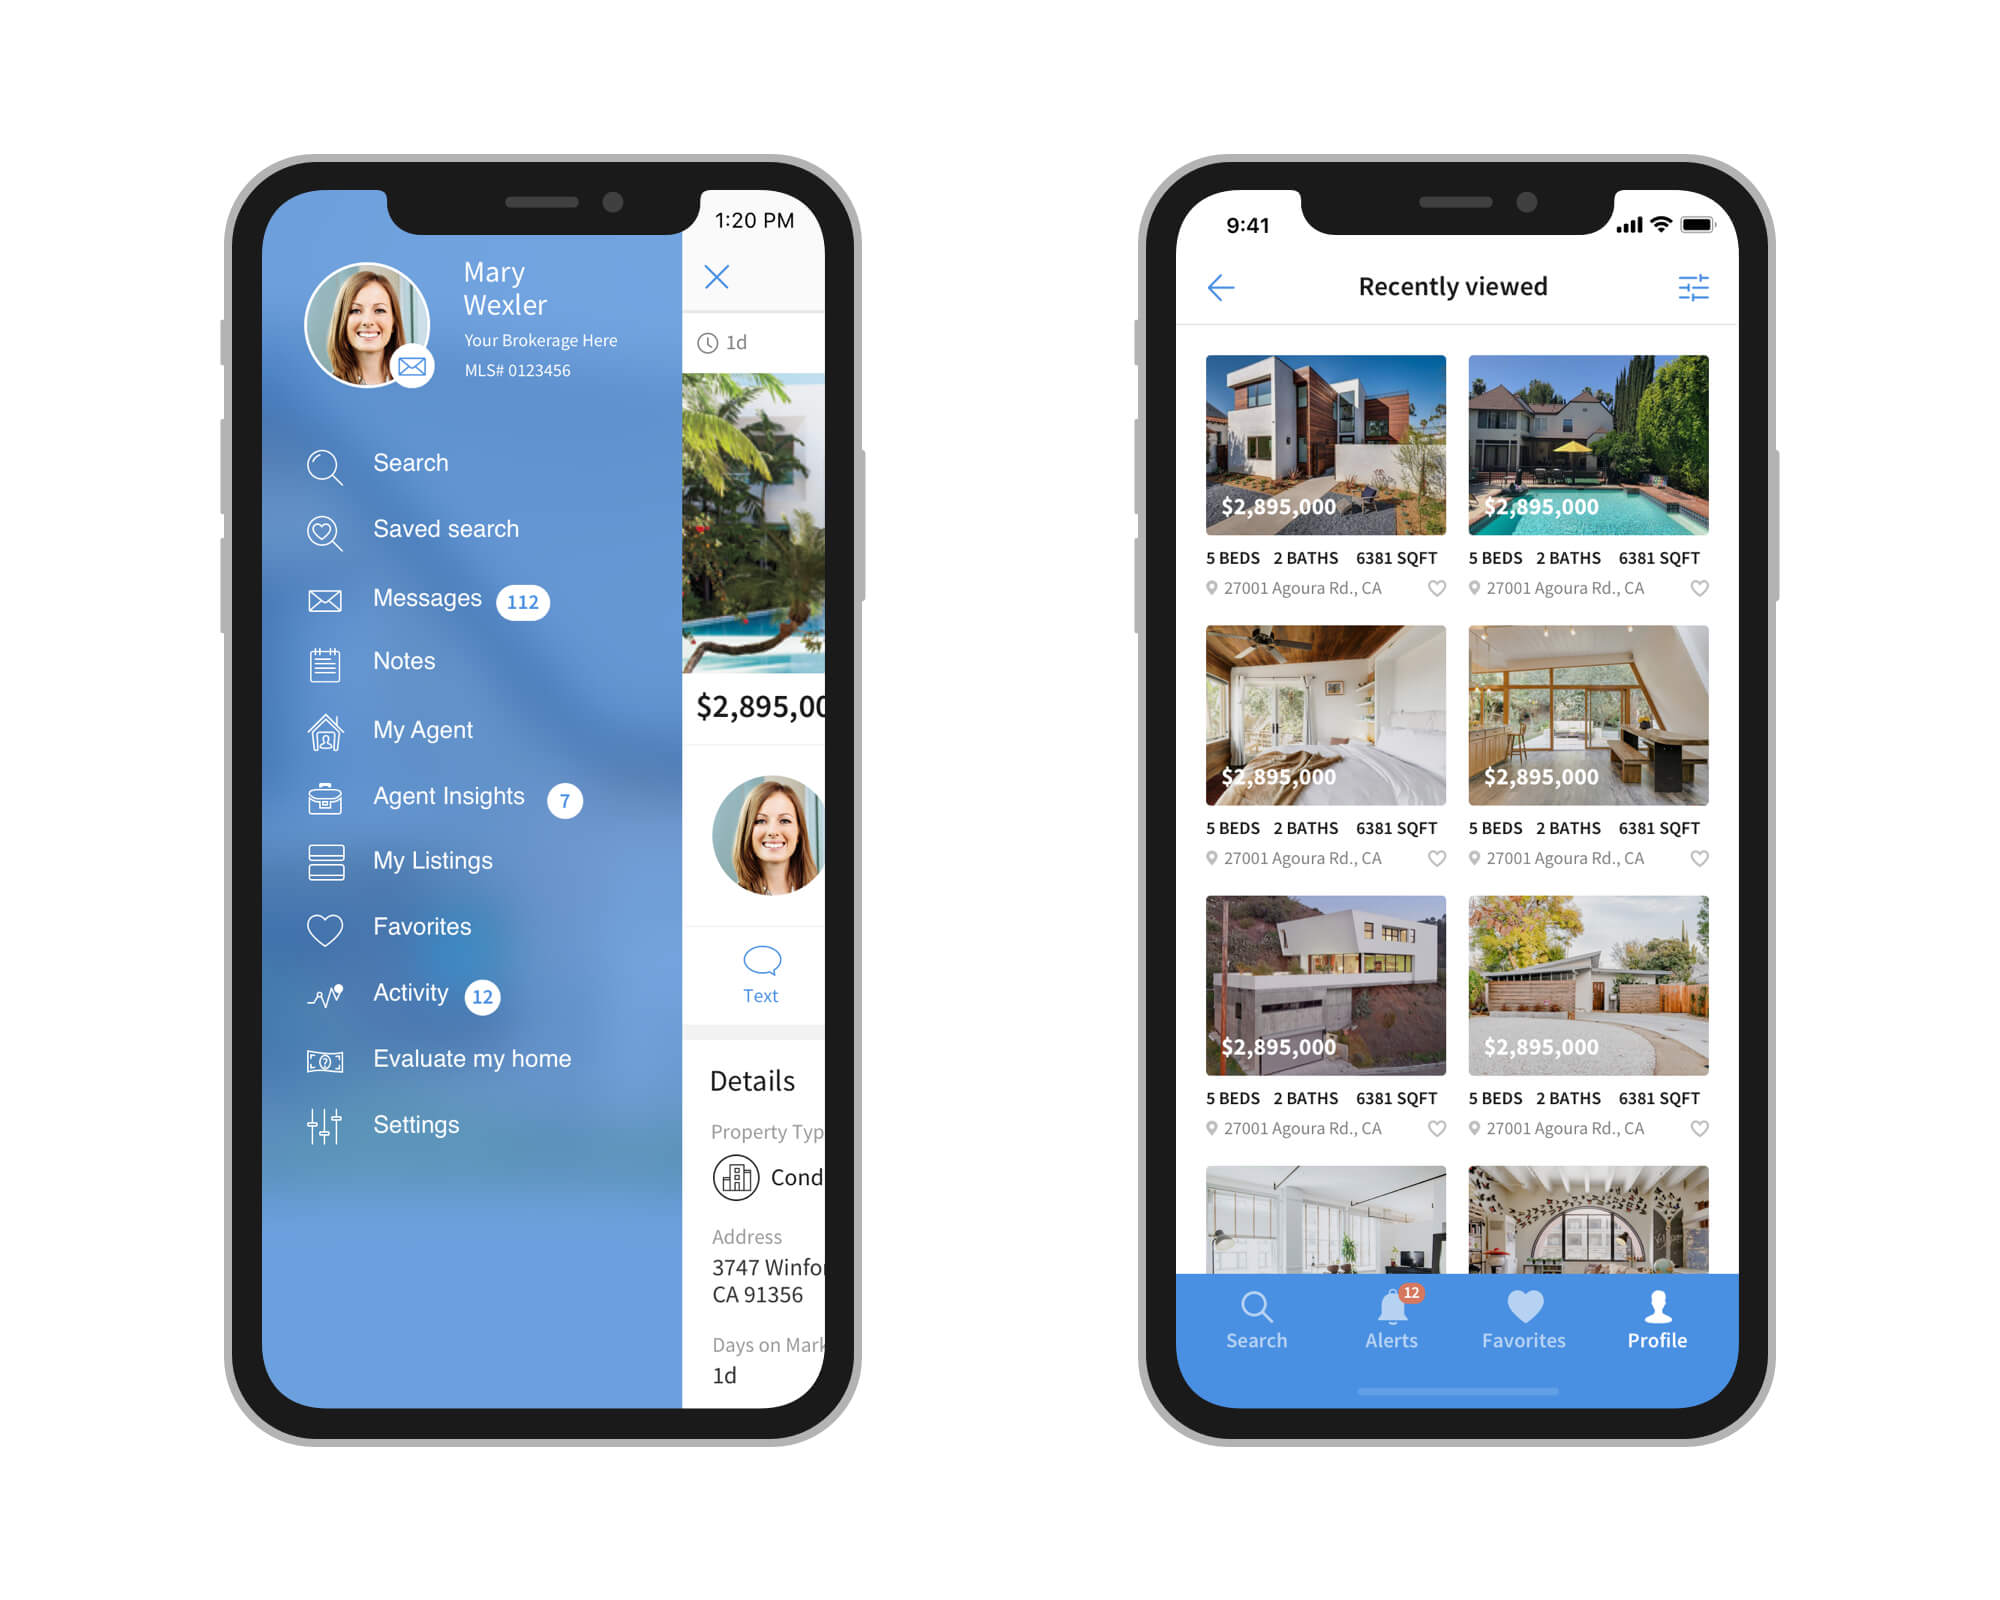 Mary
Wexler
Your Brokerage Here
MLS# 0123456
Search
Saved search
Messages 112
Notes
My Agent
Agent Insights 7
My Listings
Favorites
Activity 12
Evaluate my home
Settings
1:20 PM
1d
$2,895,00
Text
Details
Property Typ
Cond
Address
3747 Winfo
CA 91356
Days on Mark
1d
9:41
Recently viewed
$2,895,000
5 BEDS 2 BATHS 6381 SQFT
27001 Agoura Rd., CA
$2,895,000
5 BEDS 2 BATHS 6381 SQFT
27001 Agoura Rd., CA
$2,895,000
5 BEDS 2 BATHS 6381 SQFT
27001 Agoura Rd., CA
$2,895,000
5 BEDS 2 BATHS 6381 SQFT
27001 Agoura Rd., CA
$2,895,000
5 BEDS 2 BATHS 6381 SQFT
27001 Agoura Rd., CA
$2,895,000
5 BEDS 2 BATHS 6381 SQFT
27001 Agoura Rd., CA
12
Search
Alerts
Favorites
Profile